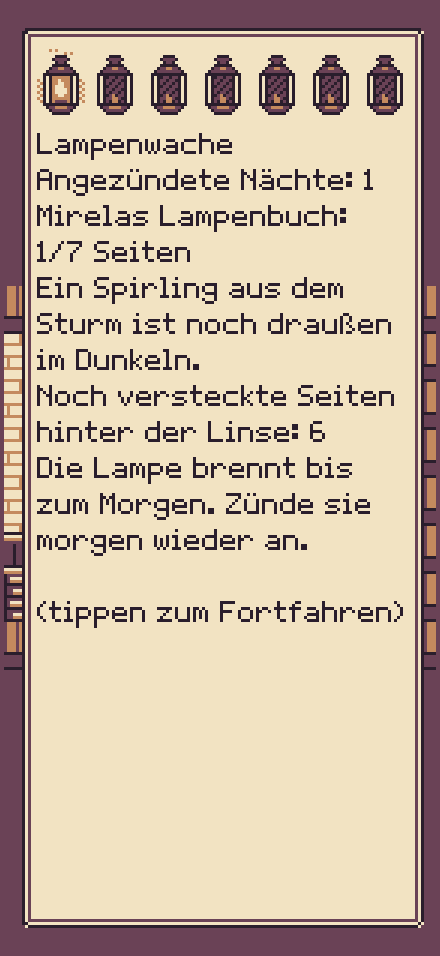 Lampenwache
Angezündete Nächte: 1
Mirelas Lampenbuch:
1/7 Seiten
Ein Spirling aus dem
Sturm ist noch draußen
im Dunkeln.
Noch versteckte Seiten
hinter der Linse: 6
Die Lampe brennt bis
zum Morgen. Zünde sie
morgen wieder an.
(tippen zum Fortfahren)